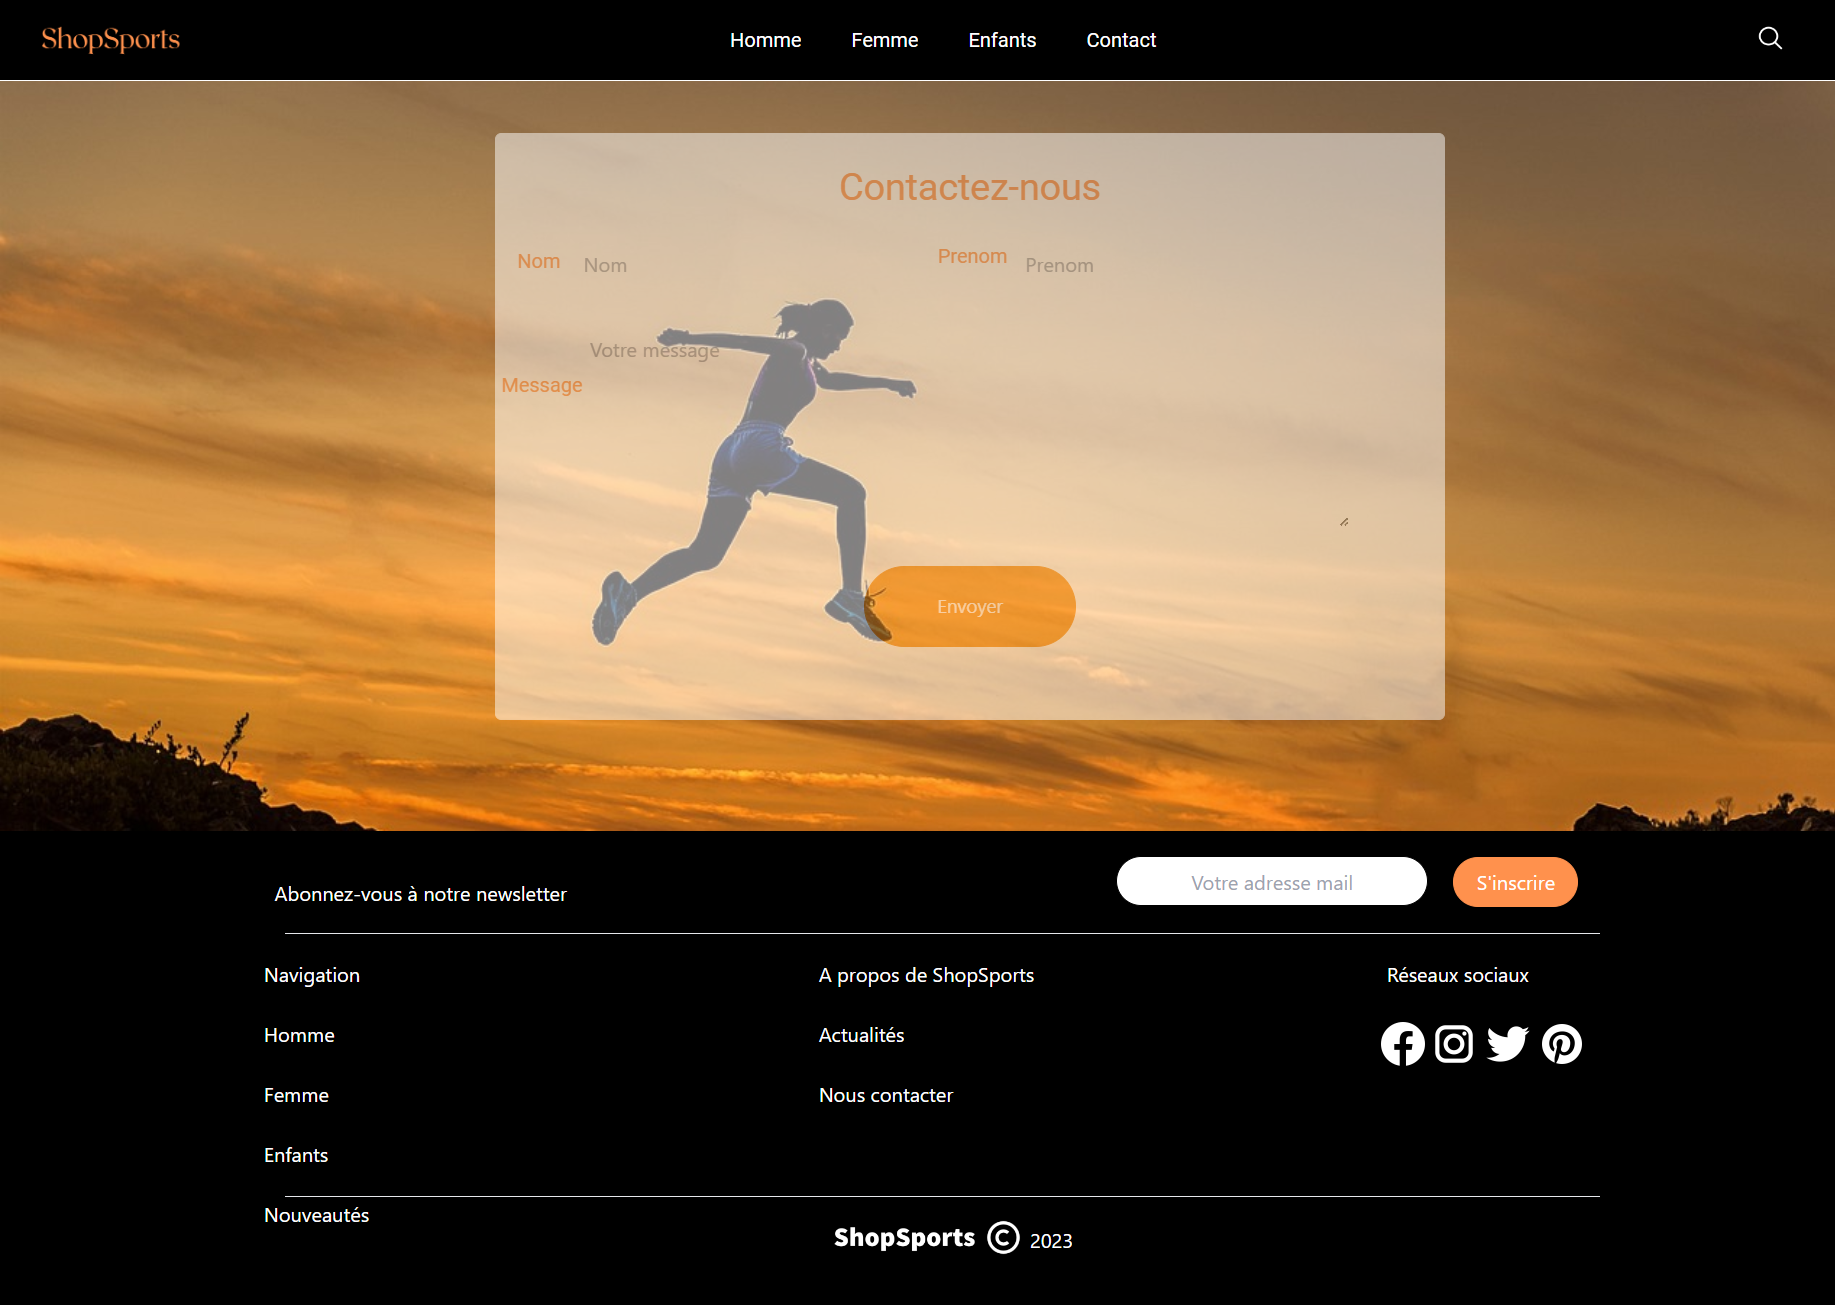 ShopSports
Homme Femme Enfants Contact
Contactez-nous
Nom Nom Prenom Prenom
Votre message
Message
Envoyer
Abonnez-vous à notre newsletter Votre adresse mail S'inscrire
Navigation A propos de ShopSports Réseaux sociaux
Homme Actualités
Femme Nous contacter
Enfants
Nouveautés
ShopSports © 2023